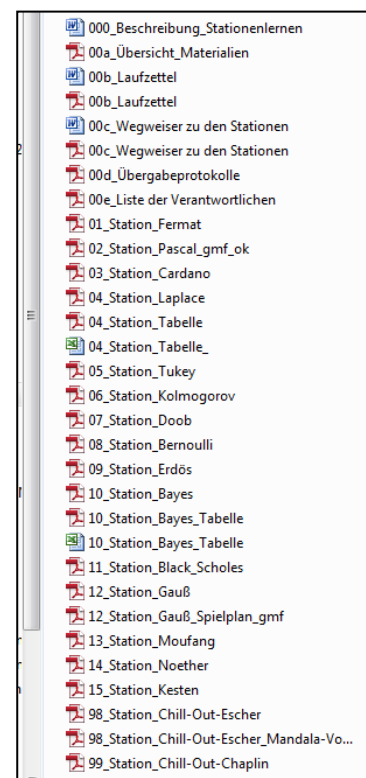 000_Beschreibung_Stationenlernen
00a_Übersicht_Materialien
00b_Laufzettel
00b_Laufzettel
00c_Wegweiser zu den Stationen
00c_Wegweiser zu den Stationen
00d_Übergabeprotokolle
00e_Liste der Verantwortlichen
01_Station_Fermat
02_Station_Pascal_gmf_ok
03_Station_Cardano
04_Station_Laplace
04_Station_Tabelle
04_Station_Tabelle_
05_Station_Tukey
06_Station_Kolmogorov
07_Station_Doob
08_Station_Bernoulli
09_Station_Erdös
10_Station_Bayes
10_Station_Bayes_Tabelle
10_Station_Bayes_Tabelle
11_Station_Black_Scholes
12_Station_Gauß
12_Station_Gauß_Spielplan_gmf
13_Station_Moufang
14_Station_Noether
15_Station_Kesten
98_Station_Chill-Out-Escher
98_Station_Chill-Out-Escher_Mandala-Vo...
99_Station_Chill-Out-Chaplin